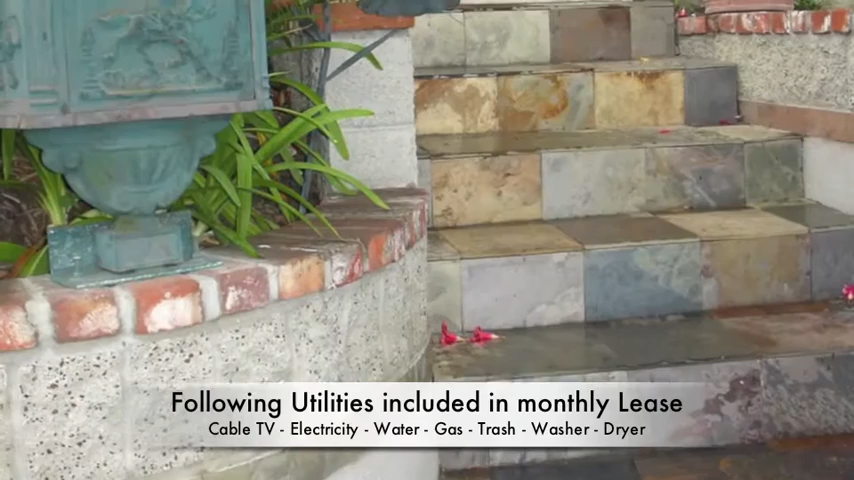 Following Utilities included in monthly Lease
Cable TV - Electricity - Water - Gas - Trash - Washer - Dryer